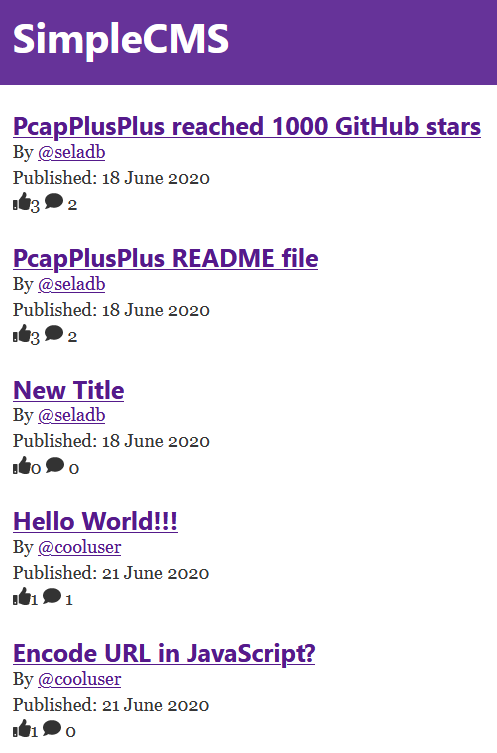 SimpleCMS
PcapPlusPlus reached 1000 GitHub stars
By @seladb
Published: 18 June 2020
3 2
PcapPlusPlus README file
By @seladb
Published: 18 June 2020
3 2
New Title
By @seladb
Published: 18 June 2020
0 0
Hello World!!!
By @cooluser
Published: 21 June 2020
1 1
Encode URL in JavaScript?
By @cooluser
Published: 21 June 2020
1 0